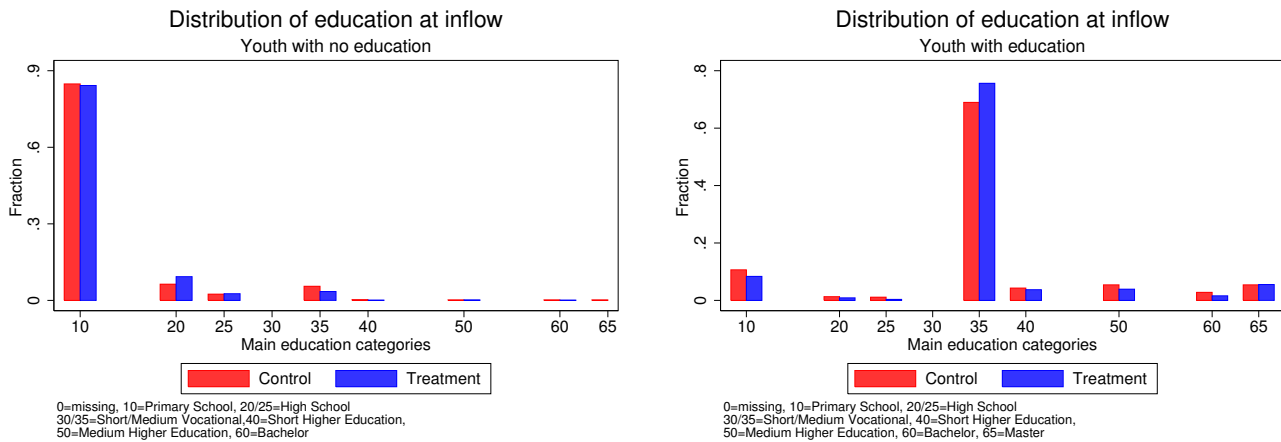 Distribution of education at inflow
Youth with no education
.9
.6
.3
0
Fraction
10 20 25 30 35 40 50 60 65
Main education categories
Control Treatment
0=missing, 10=Primary School, 20/25=High School
30/35=Short/Medium Vocational,40=Short Higher Education,
50=Medium Higher Education, 60=Bachelor
Distribution of education at inflow
Youth with education
.8
.6
.4
.2
0
Fraction
10 20 25 30 35 40 50 60 65
Main education categories
Control Treatment
0=missing, 10=Primary School, 20/25=High School
30/35=Short/Medium Vocational, 40=Short Higher Education,
50=Medium Higher Education, 60=Bachelor, 65=Master